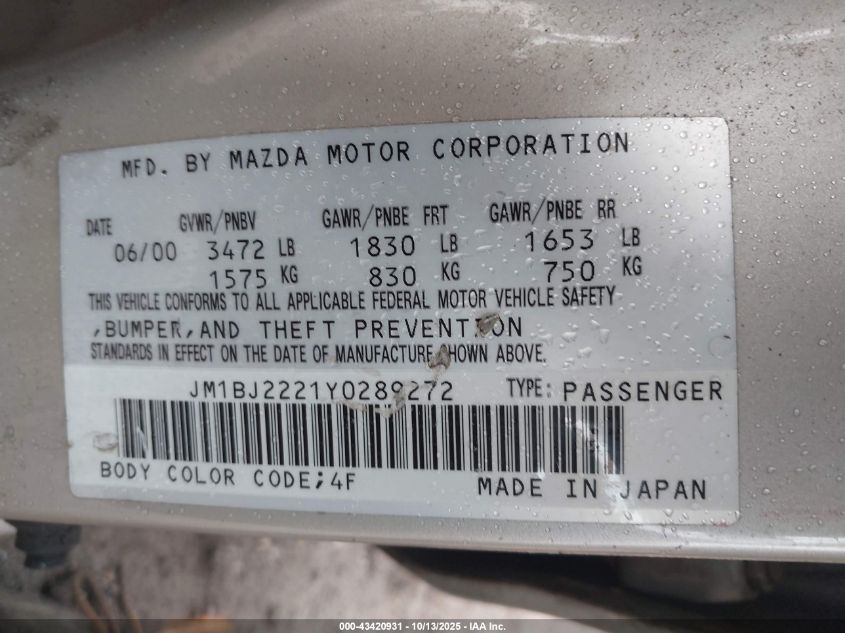 MFD. BY MAZDA MOTOR CORPORATION
DATE GVWR/PNBV GAWR/PNBE FRT GAWR/PNBE RR
06/00 3472 LB 1830 LB 1653 LB
1575 KG 830 KG 750 KG
THIS VEHICLE CONFORMS TO ALL APPLICABLE FEDERAL MOTOR VEHICLE SAFETY
,BUMPER,AND THEFT PREVENTION
STANDARDS IN EFFECT ON THE DATE OF MANUFACTURE SHOWN ABOVE.
JM1BJ2221Y0289272 TYPE: PASSENGER
BODY COLOR CODE;4F MADE IN JAPAN
000-43420931 - 10/13/2025 - IAA Inc.